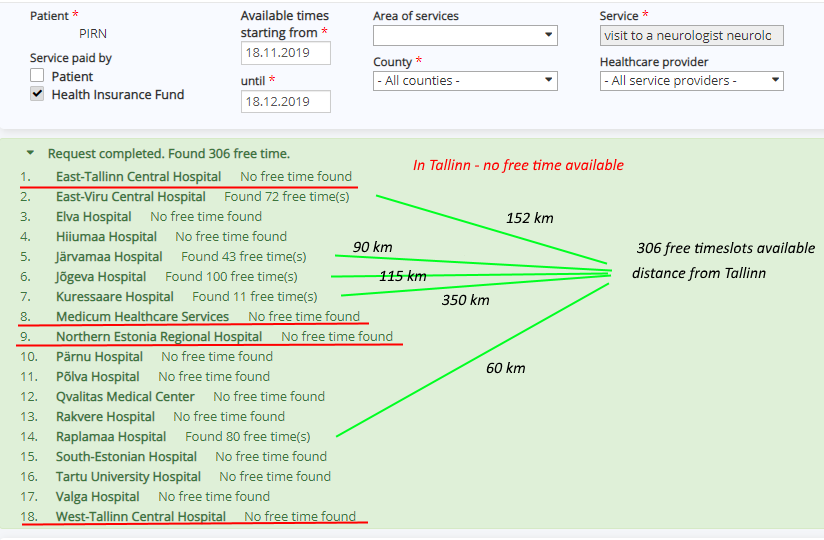 Patient *
PIRN
Service paid by
Patient
Health Insurance Fund
Available times
starting from *
18.11.2019
until *
18.12.2019
Area of services
County *
- All counties -
Service *
visit to a neurologist neurolo
Healthcare provider
- All service providers -
Request completed. Found 306 free time.
In Tallinn - no free time available
1. East-Tallinn Central Hospital No free time found
2. East-Viru Central Hospital Found 72 free time(s)
3. Elva Hospital No free time found
4. Hiiumaa Hospital No free time found
5. Järvamaa Hospital Found 43 free time(s)
6. Jõgeva Hospital Found 100 free time(s)
7. Kuressaare Hospital Found 11 free time(s)
8. Medicum Healthcare Services No free time found
9. Northern Estonia Regional Hospital No free time found
10. Pärnu Hospital No free time found
11. Põlva Hospital No free time found
12. Qvalitas Medical Center No free time found
13. Rakvere Hospital No free time found
14. Raplamaa Hospital Found 80 free time(s)
15. South-Estonian Hospital No free time found
16. Tartu University Hospital No free time found
17. Valga Hospital No free time found
18. West-Tallinn Central Hospital No free time found
152 km
90 km
115 km
350 km
60 km
306 free timeslots available
distance from Tallinn